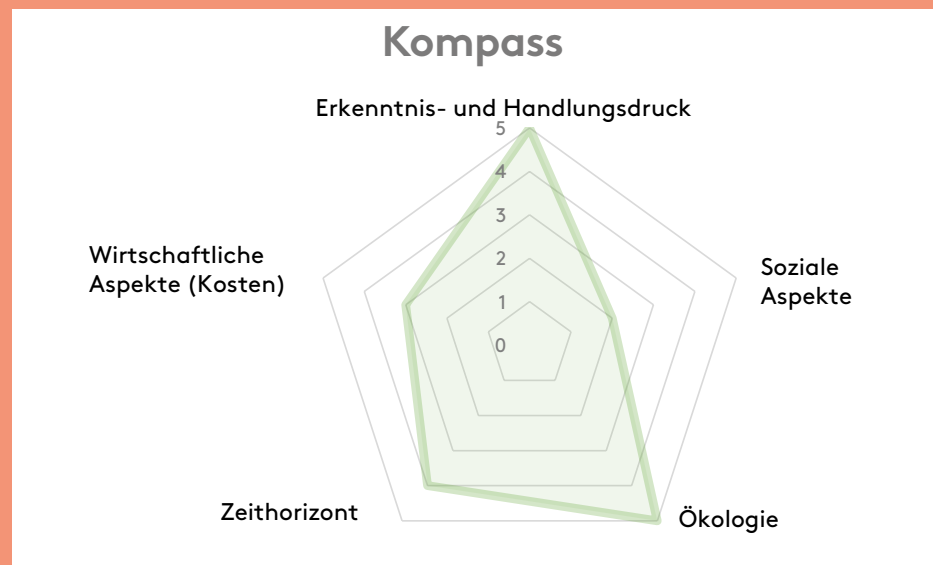 Kompass
Erkenntnis- und Handlungsdruck
5
4
3
2
1
0
Wirtschaftliche
Aspekte (Kosten)
Soziale
Aspekte
Zeithorizont
Ökologie